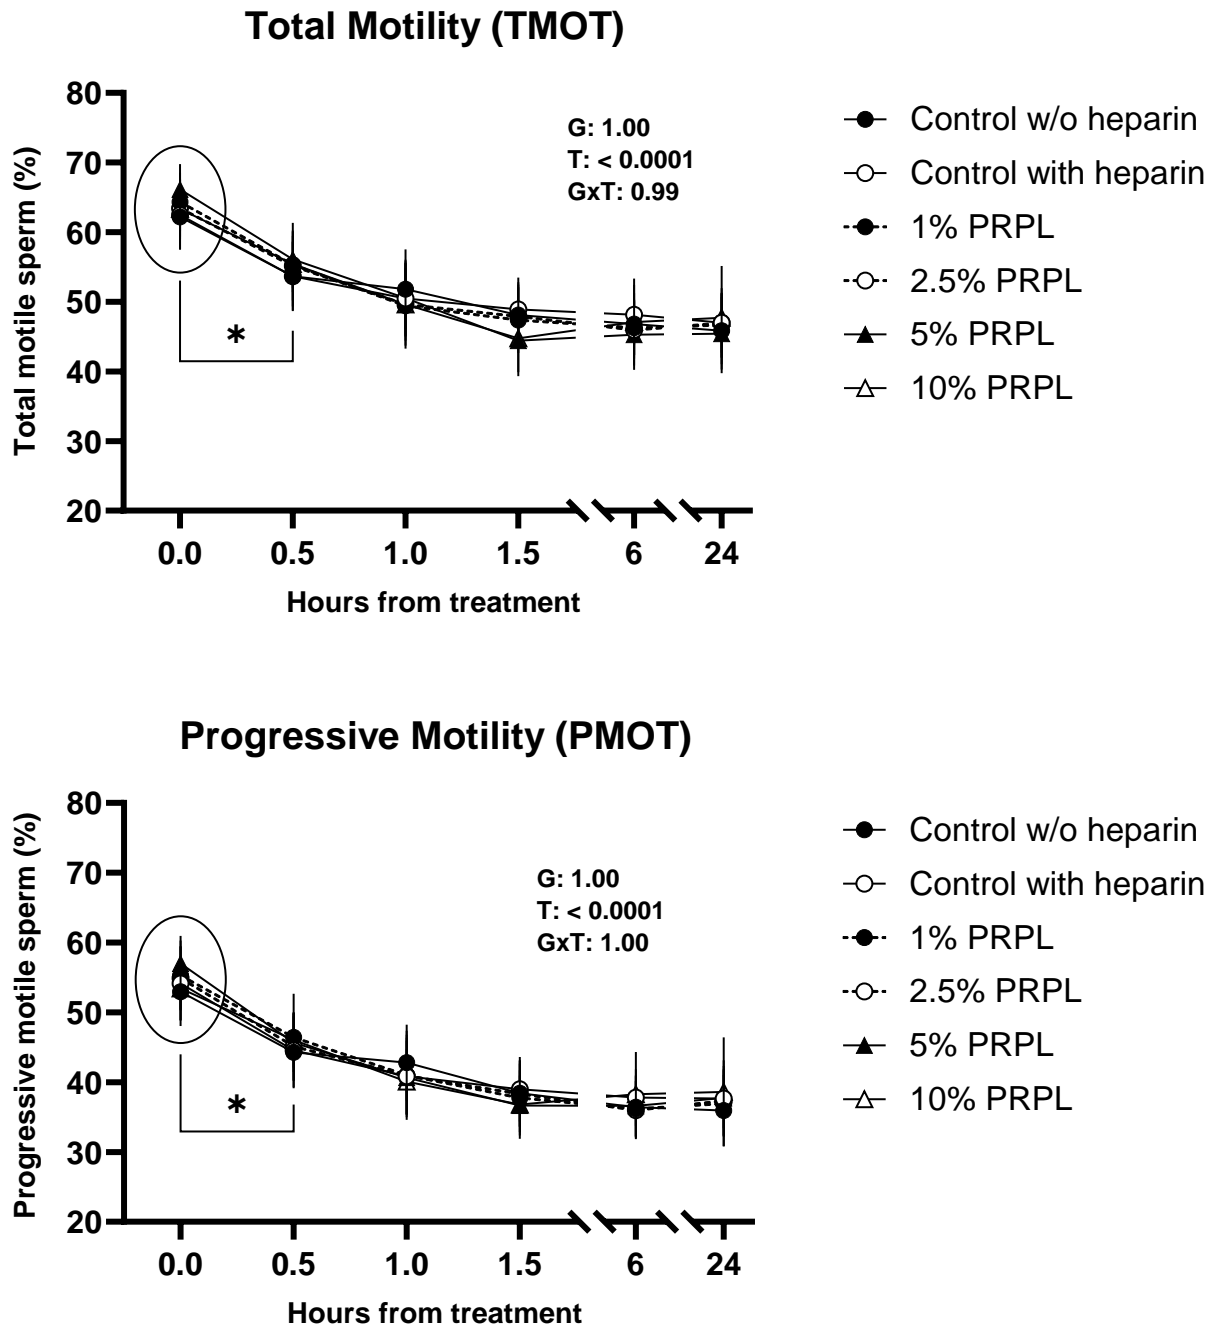 Total Motility (TMOT)
Total motile sperm (%)
80
70
60
50
40
30
20
G: 1.00
T: < 0.0001
GxT: 0.99
*
0.0 0.5 1.0 1.5 6 24
Hours from treatment
Control w/o heparin
Control with heparin
1% PRPL
2.5% PRPL
5% PRPL
10% PRPL
Progressive Motility (PMOT)
Progressive motile sperm (%)
80
70
60
50
40
30
20
G: 1.00
T: < 0.0001
GxT: 1.00
*
0.0 0.5 1.0 1.5 6 24
Hours from treatment
Control w/o heparin
Control with heparin
1% PRPL
2.5% PRPL
5% PRPL
10% PRPL